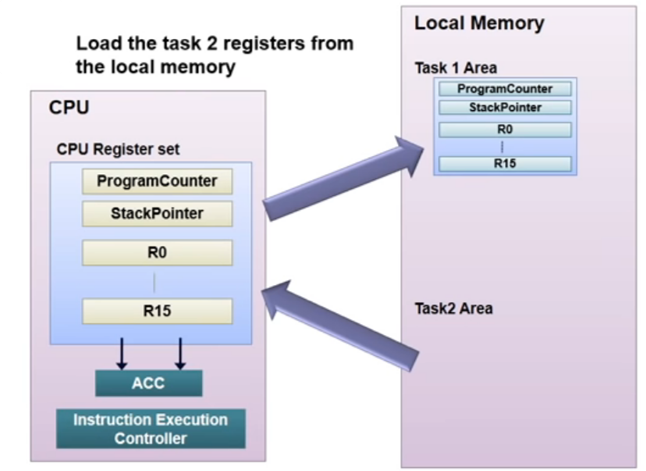 Local Memory
Load the task 2 registers from
the local memory
Task 1 Area
ProgramCounter
StackPointer
R0
R15
CPU
CPU Register set
ProgramCounter
StackPointer
R0
R15
Task2 Area
ACC
Instruction Execution
Controller